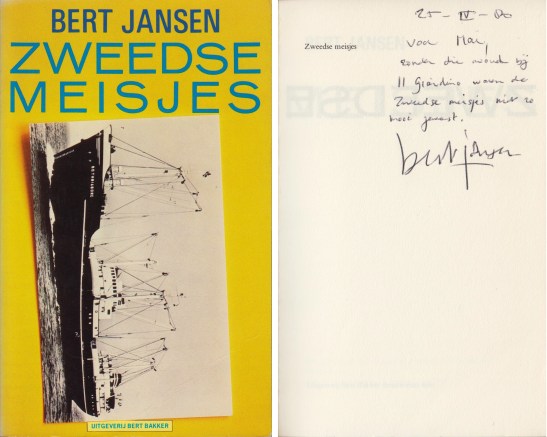 BERT JANSEN
ZWEEDSE
MEISJES
UITGEVERIJ BERT BAKKER
Zweedse meisjes
25-IV-80
voor Mai,
zonder die avond bij
Il Giardino waren de
Zweedse meisjes niet zo
mooi geweest.
bert jansen